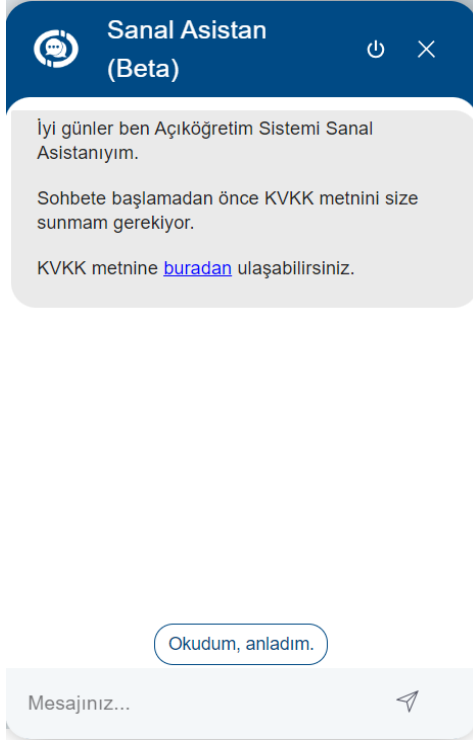 Sanal Asistan
(Beta)
İyi günler ben Açıköğretim Sistemi Sanal
Asistanıyım.
Sohbete başlamadan önce KVKK metnini size
sunmam gerekiyor.
KVKK metnine buradan ulaşabilirsiniz.
Okudum, anladım.
Mesajınız...